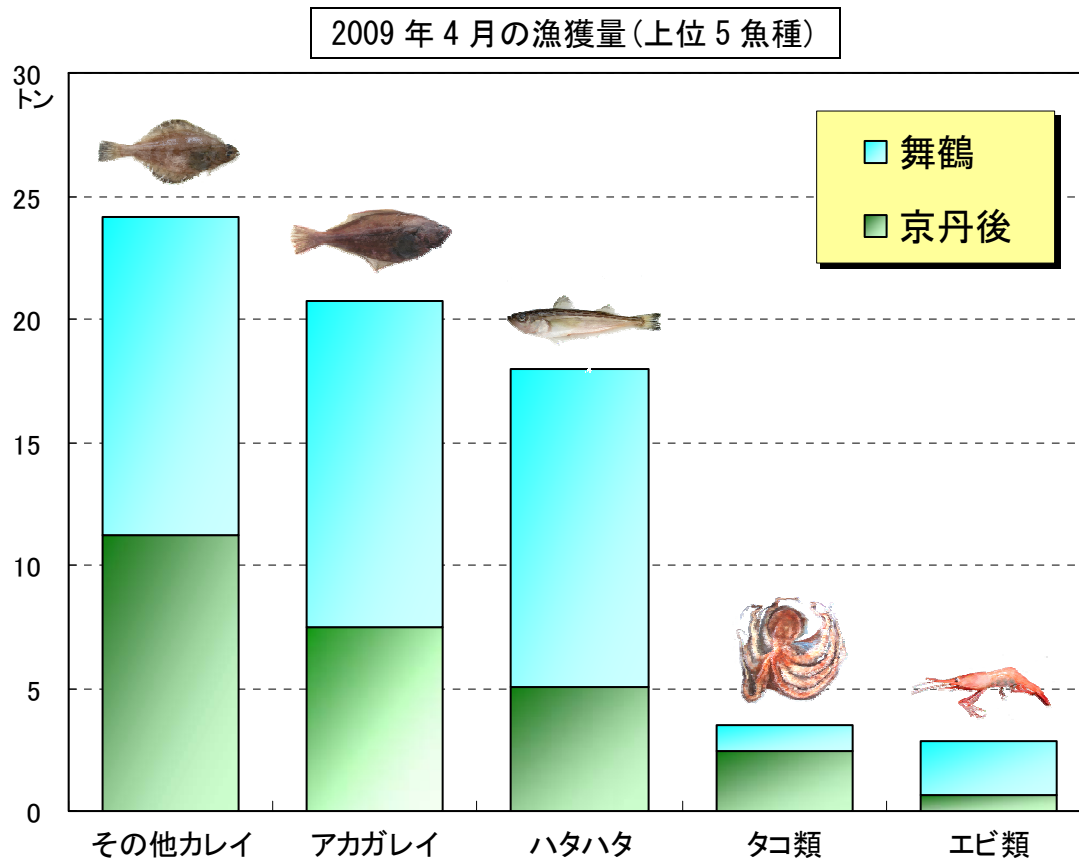 2009 年 4 月の漁獲量(上位 5 魚種)
30
トン
25
20
15
10
5
0
舞鶴
京丹後
その他カレイ
アカガレイ
ハタハタ
タコ類
エビ類